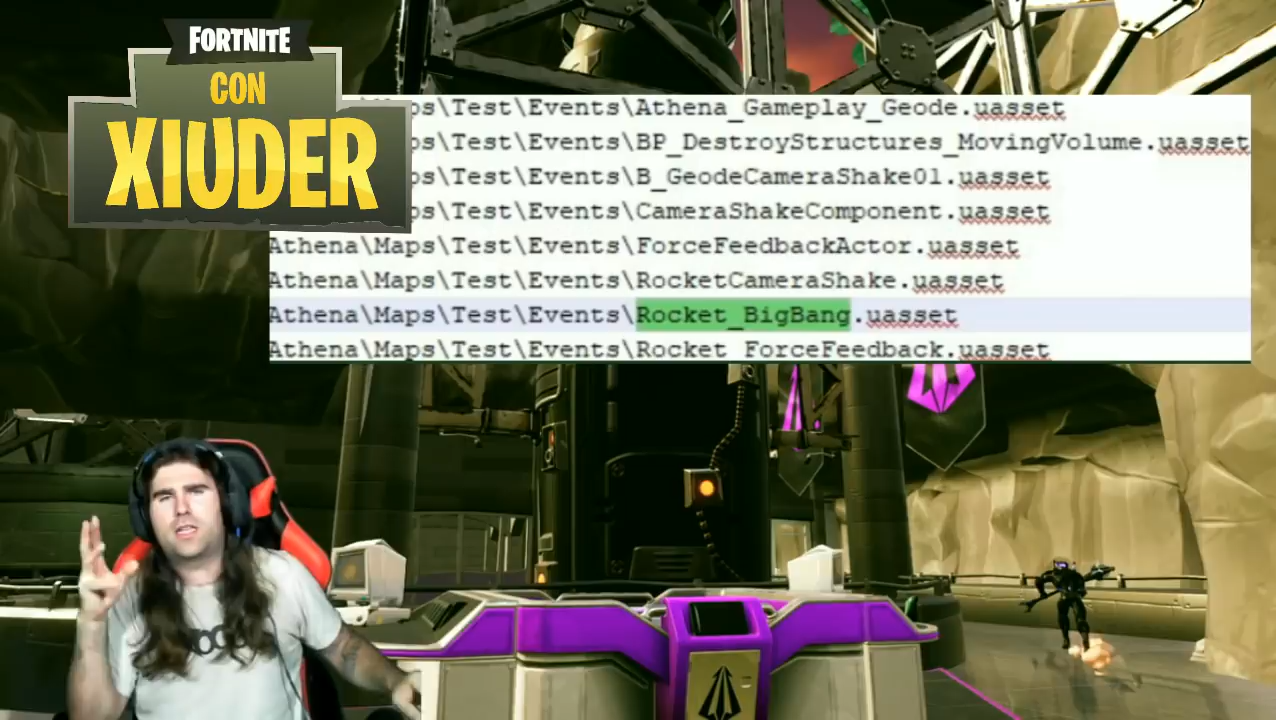 FORTNITE
CON
XIUDER
ps\Test\Events\Athena_Gameplay_Geode.uasset
ps\Test\Events\BP_DestroyStructures_MovingVolume.uasset
ps\Test\Events\B_GeodeCameraShake01.uasset
ps\Test\Events\CameraShakeComponent.uasset
Athena\Maps\Test\Events\ForceFeedbackActor.uasset
Athena\Maps\Test\Events\RocketCameraShake.uasset
Athena\Maps\Test\Events\Rocket_BigBang.uasset
Athena\Maps\Test\Events\Rocket_ForceFeedback.uasset